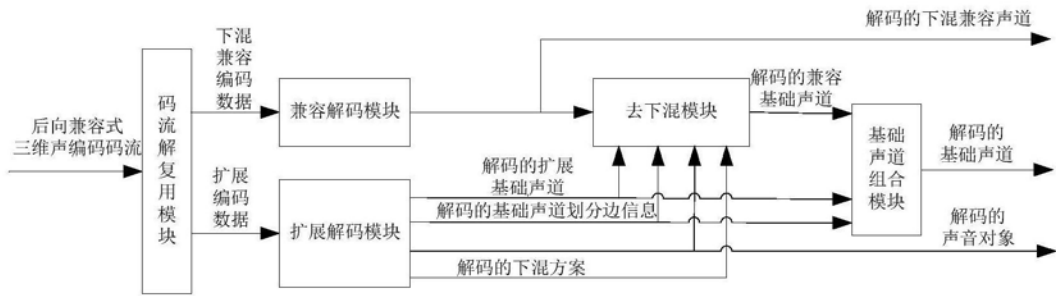 解码的下混兼容声道
下混
兼容
编码
数据
解码的兼容
基础声道
码
流
解
复
用
模
块
兼容解码模块
去下混模块
后向兼容式
三维声编码码流
基础
声道
组合
模块
解码的
基础声道
解码的扩展
基础声道
扩展
编码
数据
解码的基础声道划分边信息
扩展解码模块
解码的
声音对象
解码的下混方案